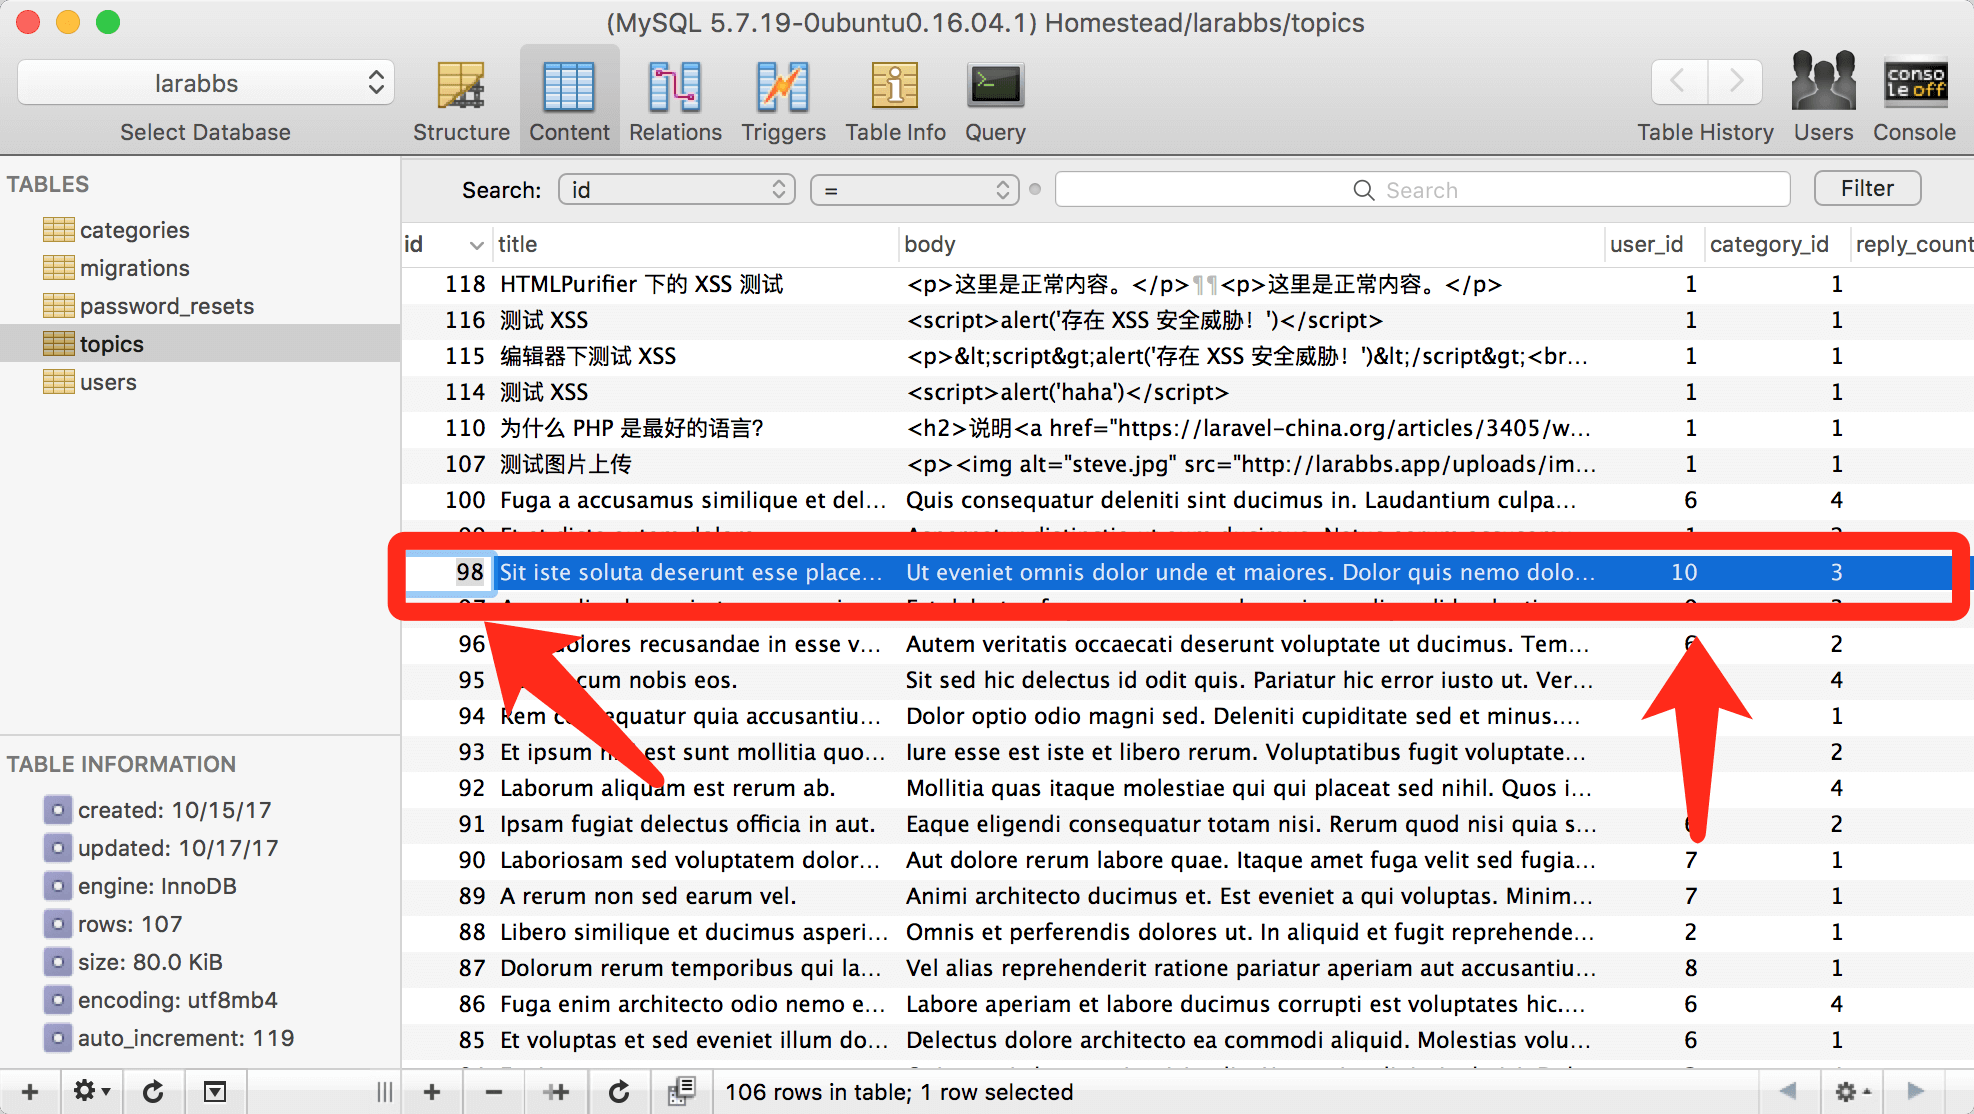 (MySQL 5.7.19-0ubuntu0.16.04.1) Homestead/larabbs/topics
larabbs
Select Database
Structure Content Relations Triggers Table Info Query
conso
le off
Table History Users Console
TABLES
categories
migrations
password_resets
topics
users
TABLE INFORMATION
created: 10/15/17
updated: 10/17/17
engine: InnoDB
rows: 107
size: 80.0 KiB
encoding: utf8mb4
auto_increment: 119
Search: id = Search Filter
id title body user_id category_id reply_count
118 HTMLPurifier 下的 XSS 测试 <p>这里是正常内容。</p>¶¶<p>这里是正常内容。</p> 1 1
116 测试 XSS <script>alert('存在 XSS 安全威胁！')</script> 1 1
115 编辑器下测试 XSS <p>&lt;script&gt;alert('存在 XSS 安全威胁！')&lt;/script&gt;<br... 1 1
114 测试 XSS <script>alert('haha')</script> 1 1
110 为什么 PHP 是最好的语言？ <h2>说明<a href="https://laravel-china.org/articles/3405/w... 1 1
107 测试图片上传 <p><img alt="steve.jpg" src="http://larabbs.app/uploads/im... 1 1
100 Fuga a accusamus similique et del... Quis consequatur deleniti sint ducimus in. Laudantium culpa... 6 4
98 Sit iste soluta deserunt esse place... Ut eveniet omnis dolor unde et maiores. Dolor quis nemo dolo... 10 3
96 dolores recusandae in esse v... Autem veritatis occaecati deserunt voluptate ut ducimus. Tem... 6 2
95 cum nobis eos. Sit sed hic delectus id odit quis. Pariatur hic error iusto ut. Ver... 4
94 Rem consequatur quia accusantiu... Dolor optio odio magni sed. Deleniti cupiditate sed et minus.... 1
93 Et ipsum est sunt mollitia quo... Iure esse est iste et libero rerum. Voluptatibus fugit voluptate... 2
92 Laborum aliquam est rerum ab. Mollitia quas itaque molestiae qui qui placeat sed nihil. Quos i... 4
91 Ipsam fugiat delectus officia in aut. Eaque eligendi consequatur totam nisi. Rerum quod nisi quia s... 6 2
90 Laboriosam sed voluptatem dolor... Aut dolore rerum labore quae. Itaque amet fuga velit sed fugia... 7 1
89 A rerum non sed earum vel. Animi architecto ducimus et. Est eveniet a qui voluptas. Minim... 7 1
88 Libero similique et ducimus asperi... Omnis et perferendis dolores ut. In aliquid et fugit reprehende... 2 1
87 Dolorum rerum temporibus qui la... Vel alias reprehenderit ratione pariatur aperiam aut accusantiu... 8 1
86 Fuga enim architecto odio nemo e... Labore aperiam et labore ducimus corrupti est voluptates hic.... 6 4
85 Et voluptas et sed eveniet illum do... Delectus dolore architecto ea commodi aliquid. Molestias volu... 6 1
106 rows in table; 1 row selected